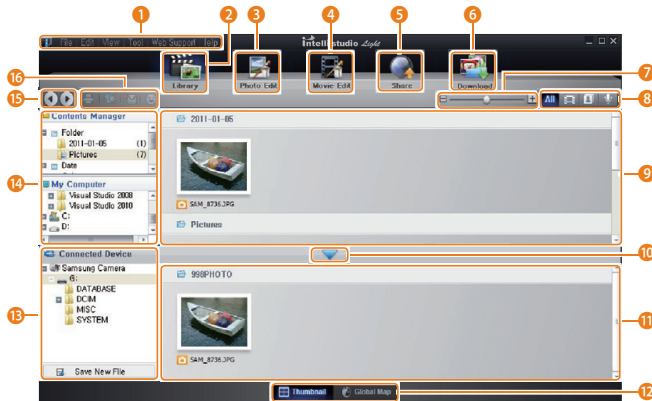 1 2 3 4 5 6
File Edit View Tool Web Support Help
Intelli-studio Light
Library Photo Edit Movie Edit Share Download
16 7
15 All 8
Contents Manager
Folder
2011-01-05 (1)
Pictures (7)
Date
14
My Computer
Visual Studio 2008
Visual Studio 2010
C:
D:
2011-01-05
SAM_8736.JPG
9
Pictures
10
13
Connected Device
Samsung Camera
G:
DATABASE
DCIM
MISC
SYSTEM
Save New File
998PHOTO
SAM_8736.JPG
11
Thumbnail Global Map
12